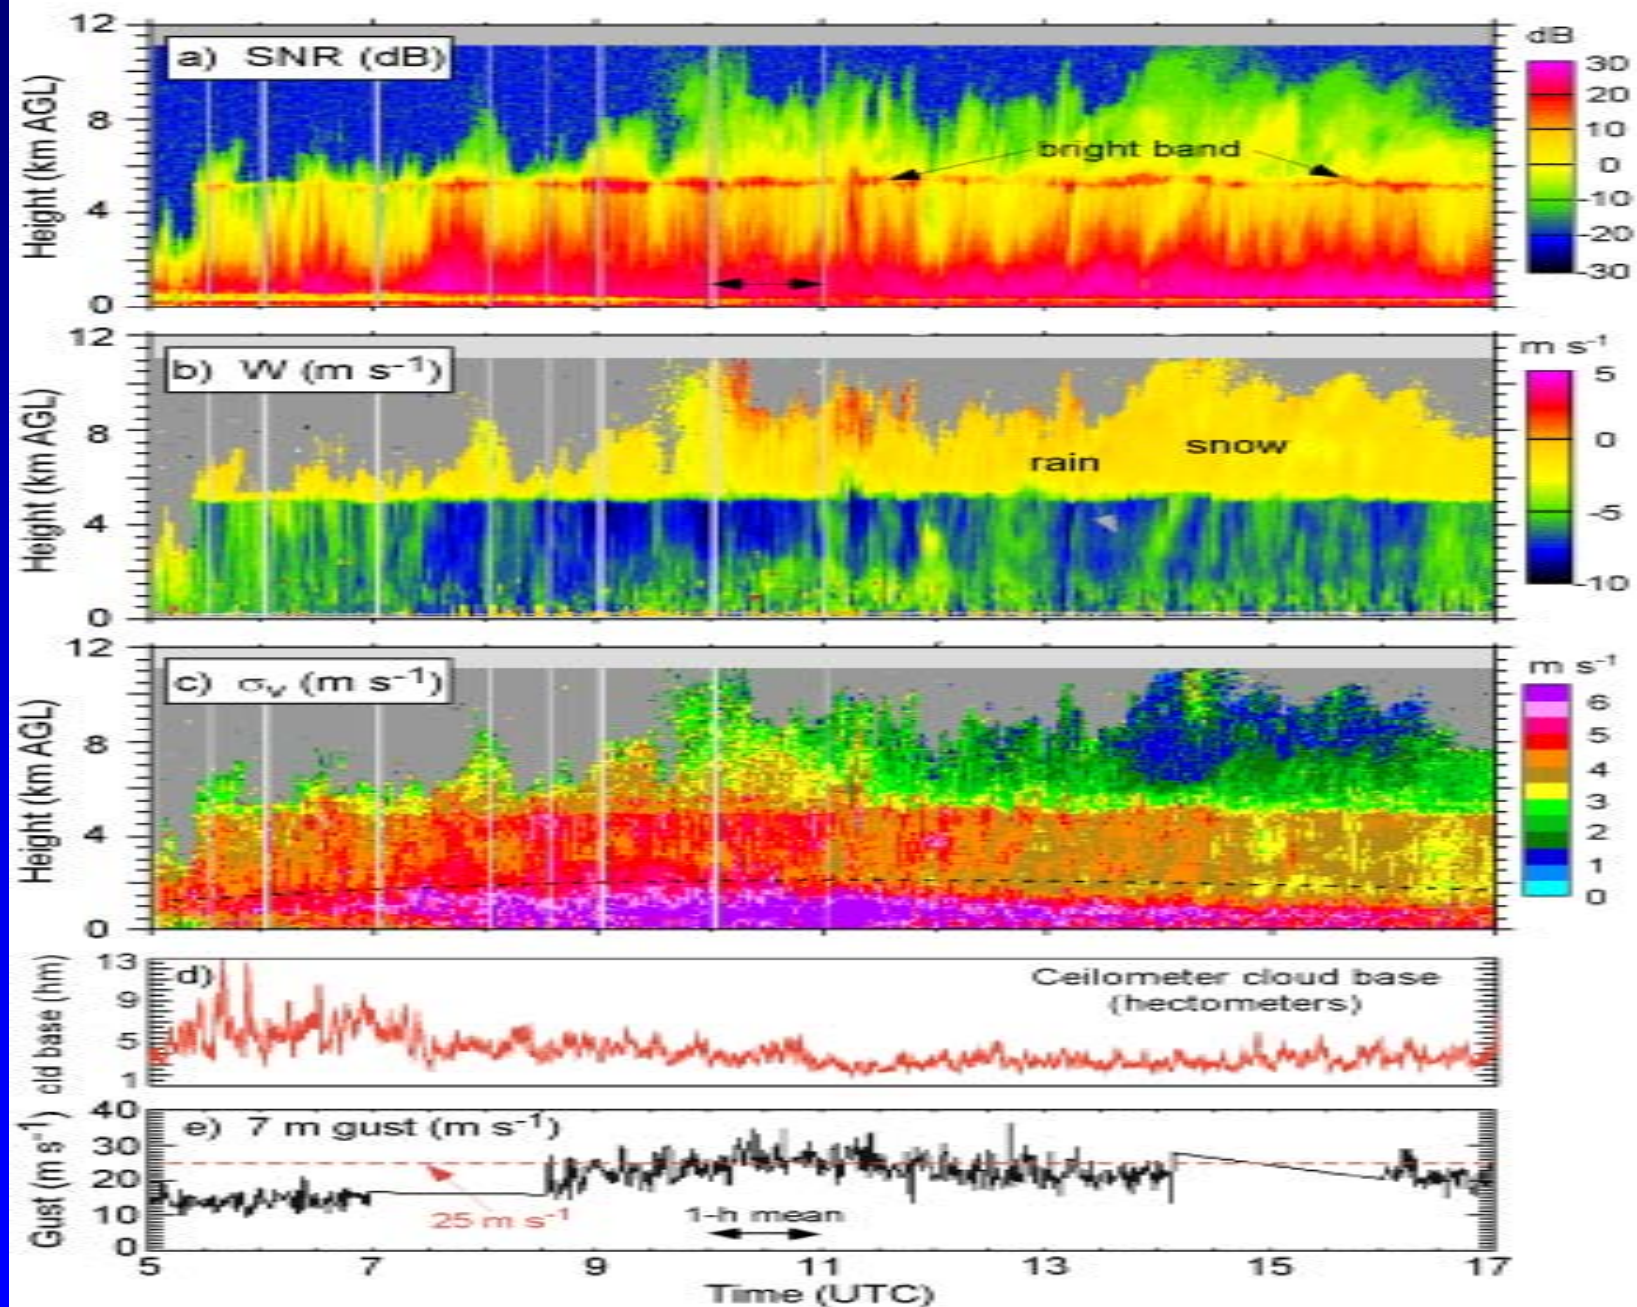 12
8
4
0
Height (km AGL)
a) SNR (dB)
bright band
dB
30
20
10
0
-10
-20
-30
12
8
4
0
Height (km AGL)
b) W (m s-1)
rain
snow
m s-1
5
0
-5
-10
12
8
4
0
Height (km AGL)
c) σv (m s-1)
m s-1
6
5
4
3
2
1
0
13
9
5
1
cld base (hm)
d)
Ceilometer cloud base
(hectometers)
40
30
20
10
0
Gust (m s-1)
e) 7 m gust (m s-1)
25 m s-1
1-h mean
5 7 9 11 13 15 17
Time (UTC)